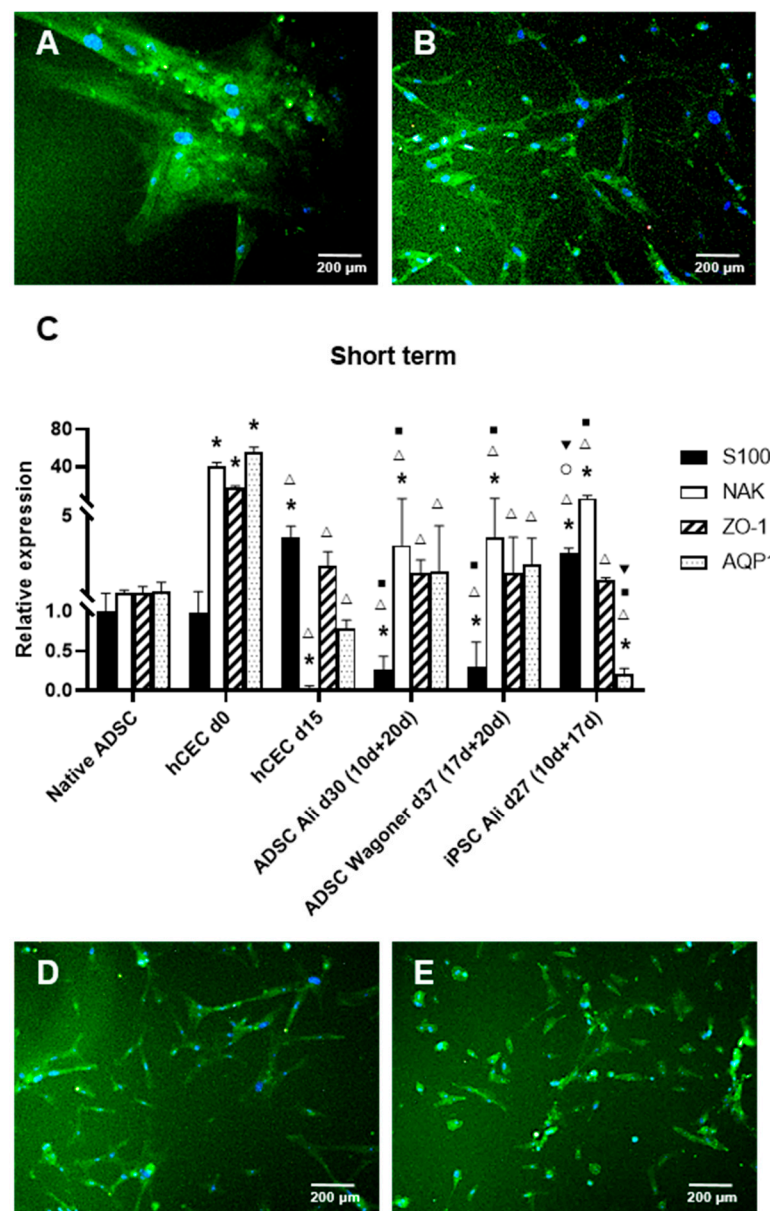 A
B
200 µm
200 µm
C
Short term
Relative expression
80
40
5
1.0
0.5
0.0
* * *
△ * △ * △ △
■ △ * ■ △ * △ △
■ △ * ■ △ * △ △
▼ ○ △ * ■ △ * △ ▼ ■ △ *
S100
NAK
ZO-1
Native ADSC
hCEC d0
hCEC d15
ADSC Ali d30 (10d+20d)
ADSC Wagoner d37 (17d+20d)
iPSC Ali d27 (10d+17d)
D
E
200 µm
200 µm